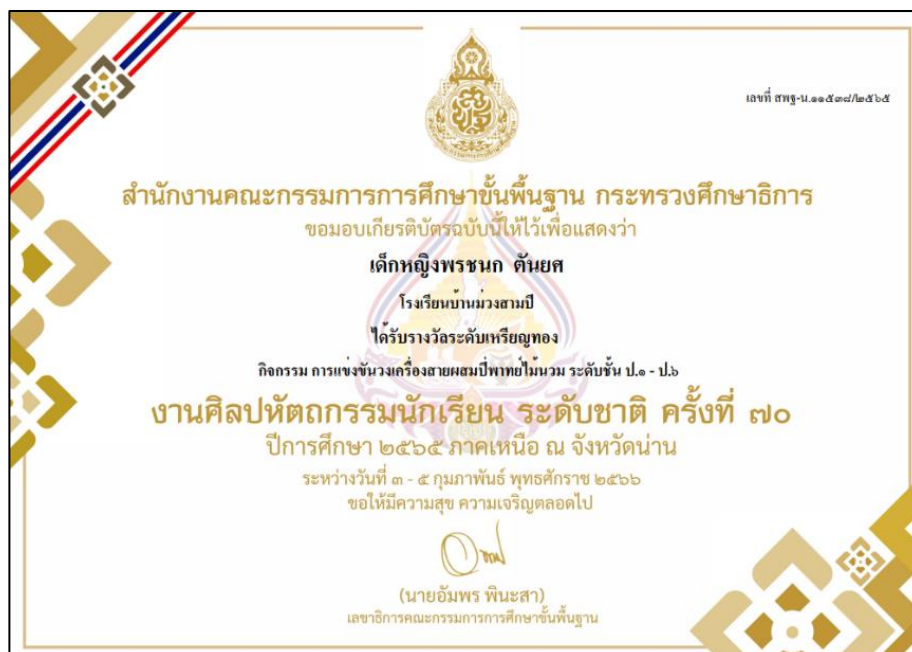 เลขที่ สพฐ-น.๑๑๕๓๘/๒๕๖๕
สำนักงานคณะกรรมการการศึกษาขั้นพื้นฐาน กระทรวงศึกษาธิการ
ขอมอบเกียรติบัตรฉบับนี้ให้ไว้เพื่อแสดงว่า
เด็กหญิงพรชนก ตันยศ
โรงเรียนบ้านม่วงสามปี
ได้รับรางวัลระดับเหรียญทอง
กิจกรรม การแข่งขันวงเครื่องสายผสมปี่พาทย์ไม้นวม ระดับชั้น ป.๑ - ป.๖
งานศิลปหัตถกรรมนักเรียน ระดับชาติ ครั้งที่ ๗๐
ปีการศึกษา ๒๕๖๕ ภาคเหนือ ณ จังหวัดน่าน
ระหว่างวันที่ ๓ - ๕ กุมภาพันธ์ พุทธศักราช ๒๕๖๖
ขอให้มีความสุข ความเจริญตลอดไป
(นายอัมพร พินะสา)
เลขาธิการคณะกรรมการการศึกษาขั้นพื้นฐาน